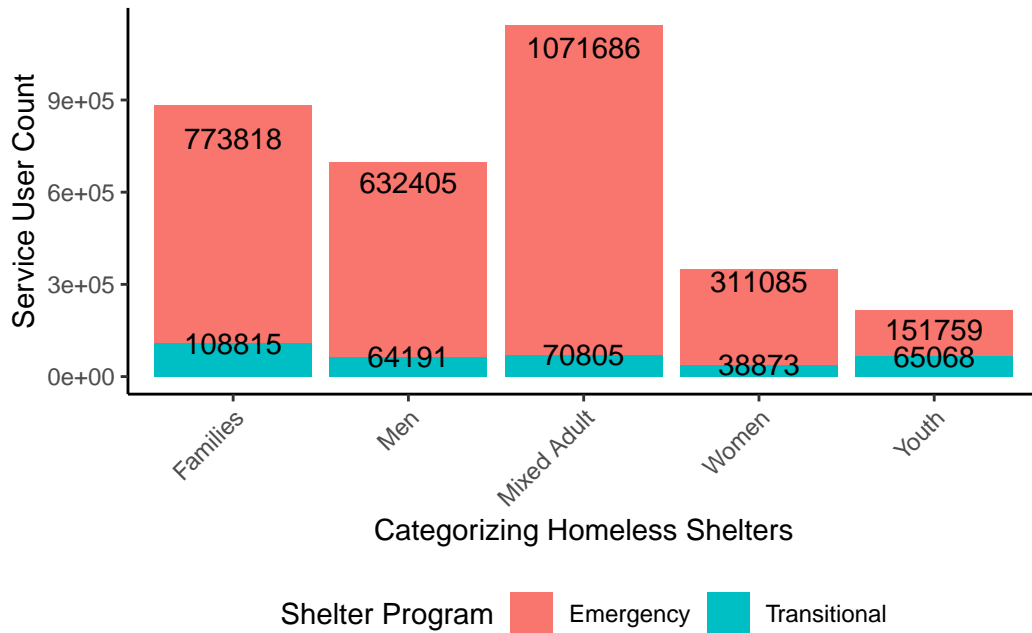 Service User Count
9e+05
6e+05
3e+05
0e+00
1071686
773818
632405
311085
151759
108815
64191
70805
38873
65068
Families
Men
Mixed Adult
Women
Youth
Categorizing Homeless Shelters
Shelter Program Emergency Transitional